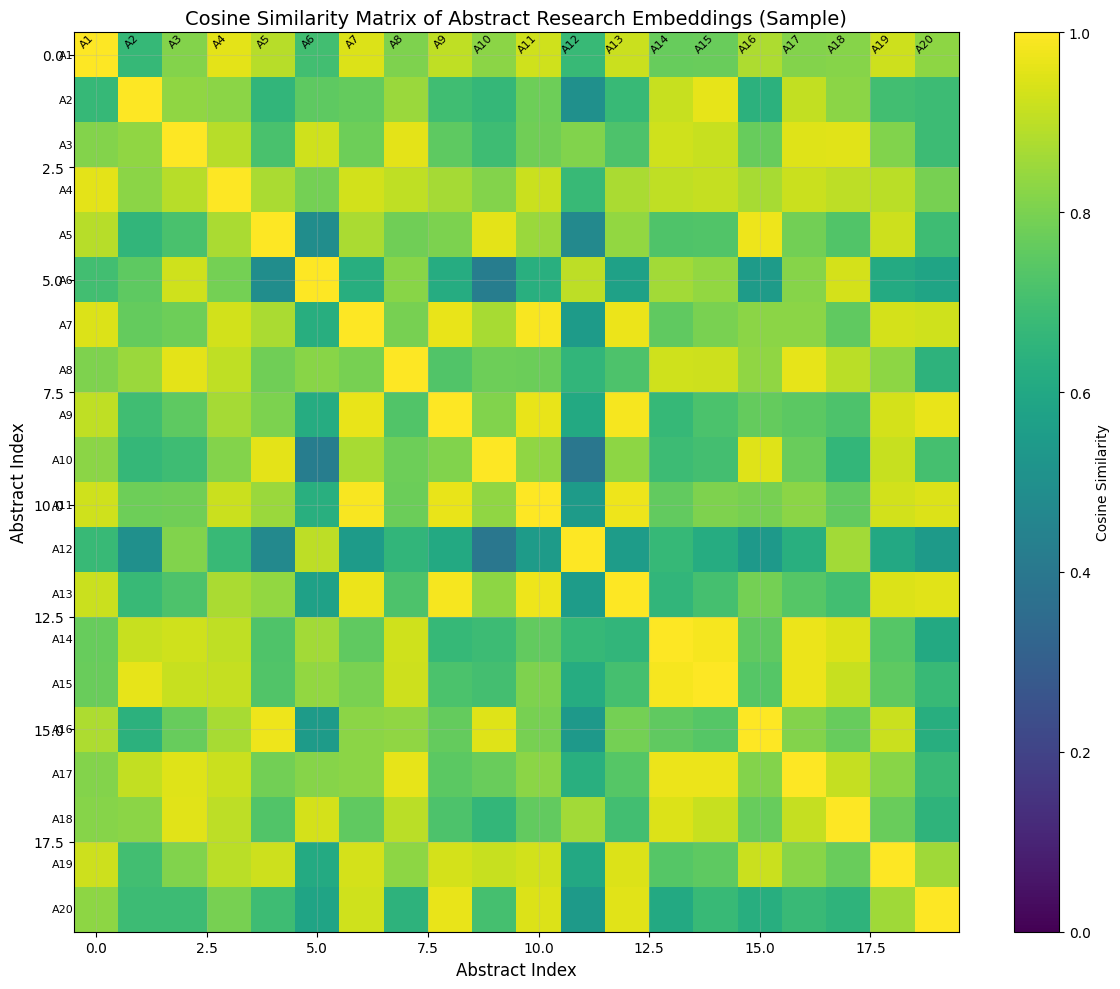 Cosine Similarity Matrix of Abstract Research Embeddings (Sample)
A1 A2 A3 A4 A5 A6 A7 A8 A9 A10 A11 A12 A13 A14 A15 A16 A17 A18 A19 A20
0.0 A1
A2
A3
2.5
A4
A5
5.0 A6
A7
A8
7.5
A9
A10
10.0 A11
A12
A13
12.5
A14
A15
15.0 A16
A17
A18
17.5
A19
A20
0.0 2.5 5.0 7.5 10.0 12.5 15.0 17.5
Abstract Index
Abstract Index
1.0
0.8
0.6
0.4
0.2
0.0
Cosine Similarity